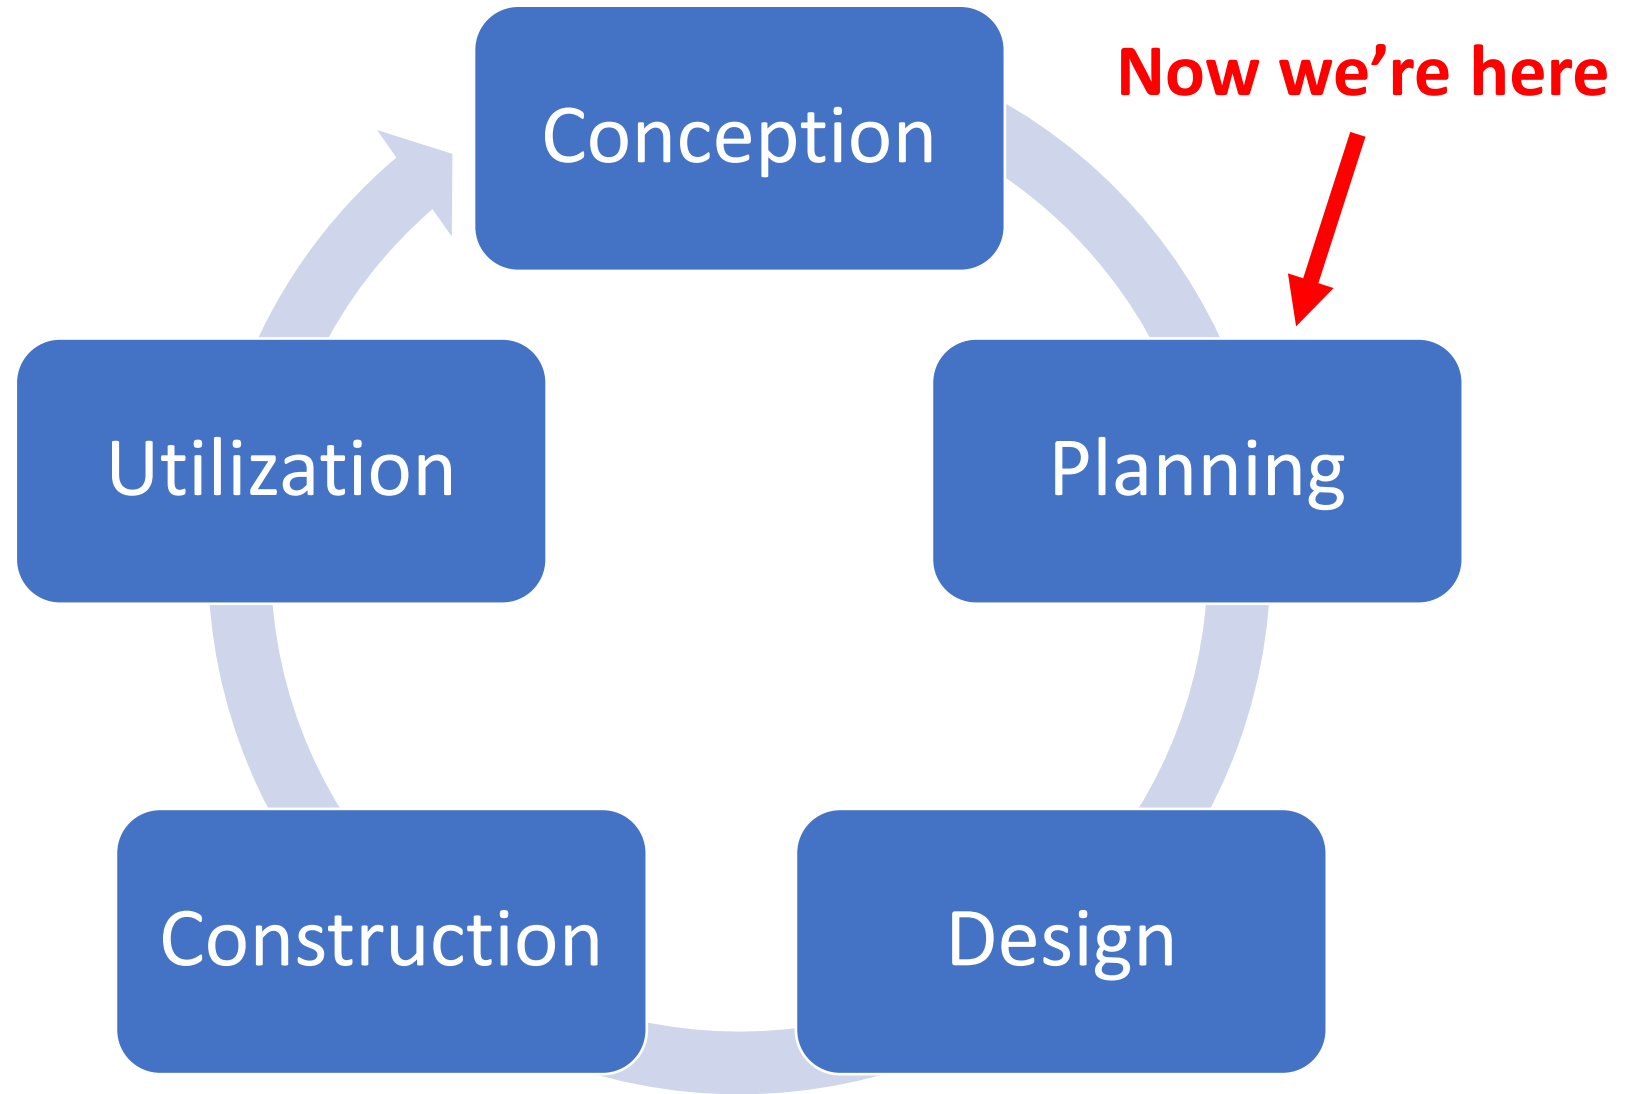 Conception
Now we’re here
Planning
Design
Construction
Utilization